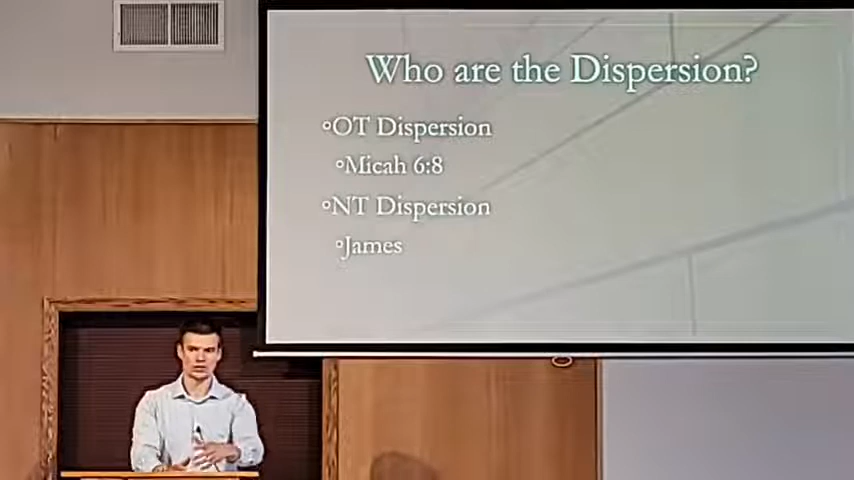 Who are the Dispersion?
OT Dispersion
Micah 6:8
NT Dispersion
James